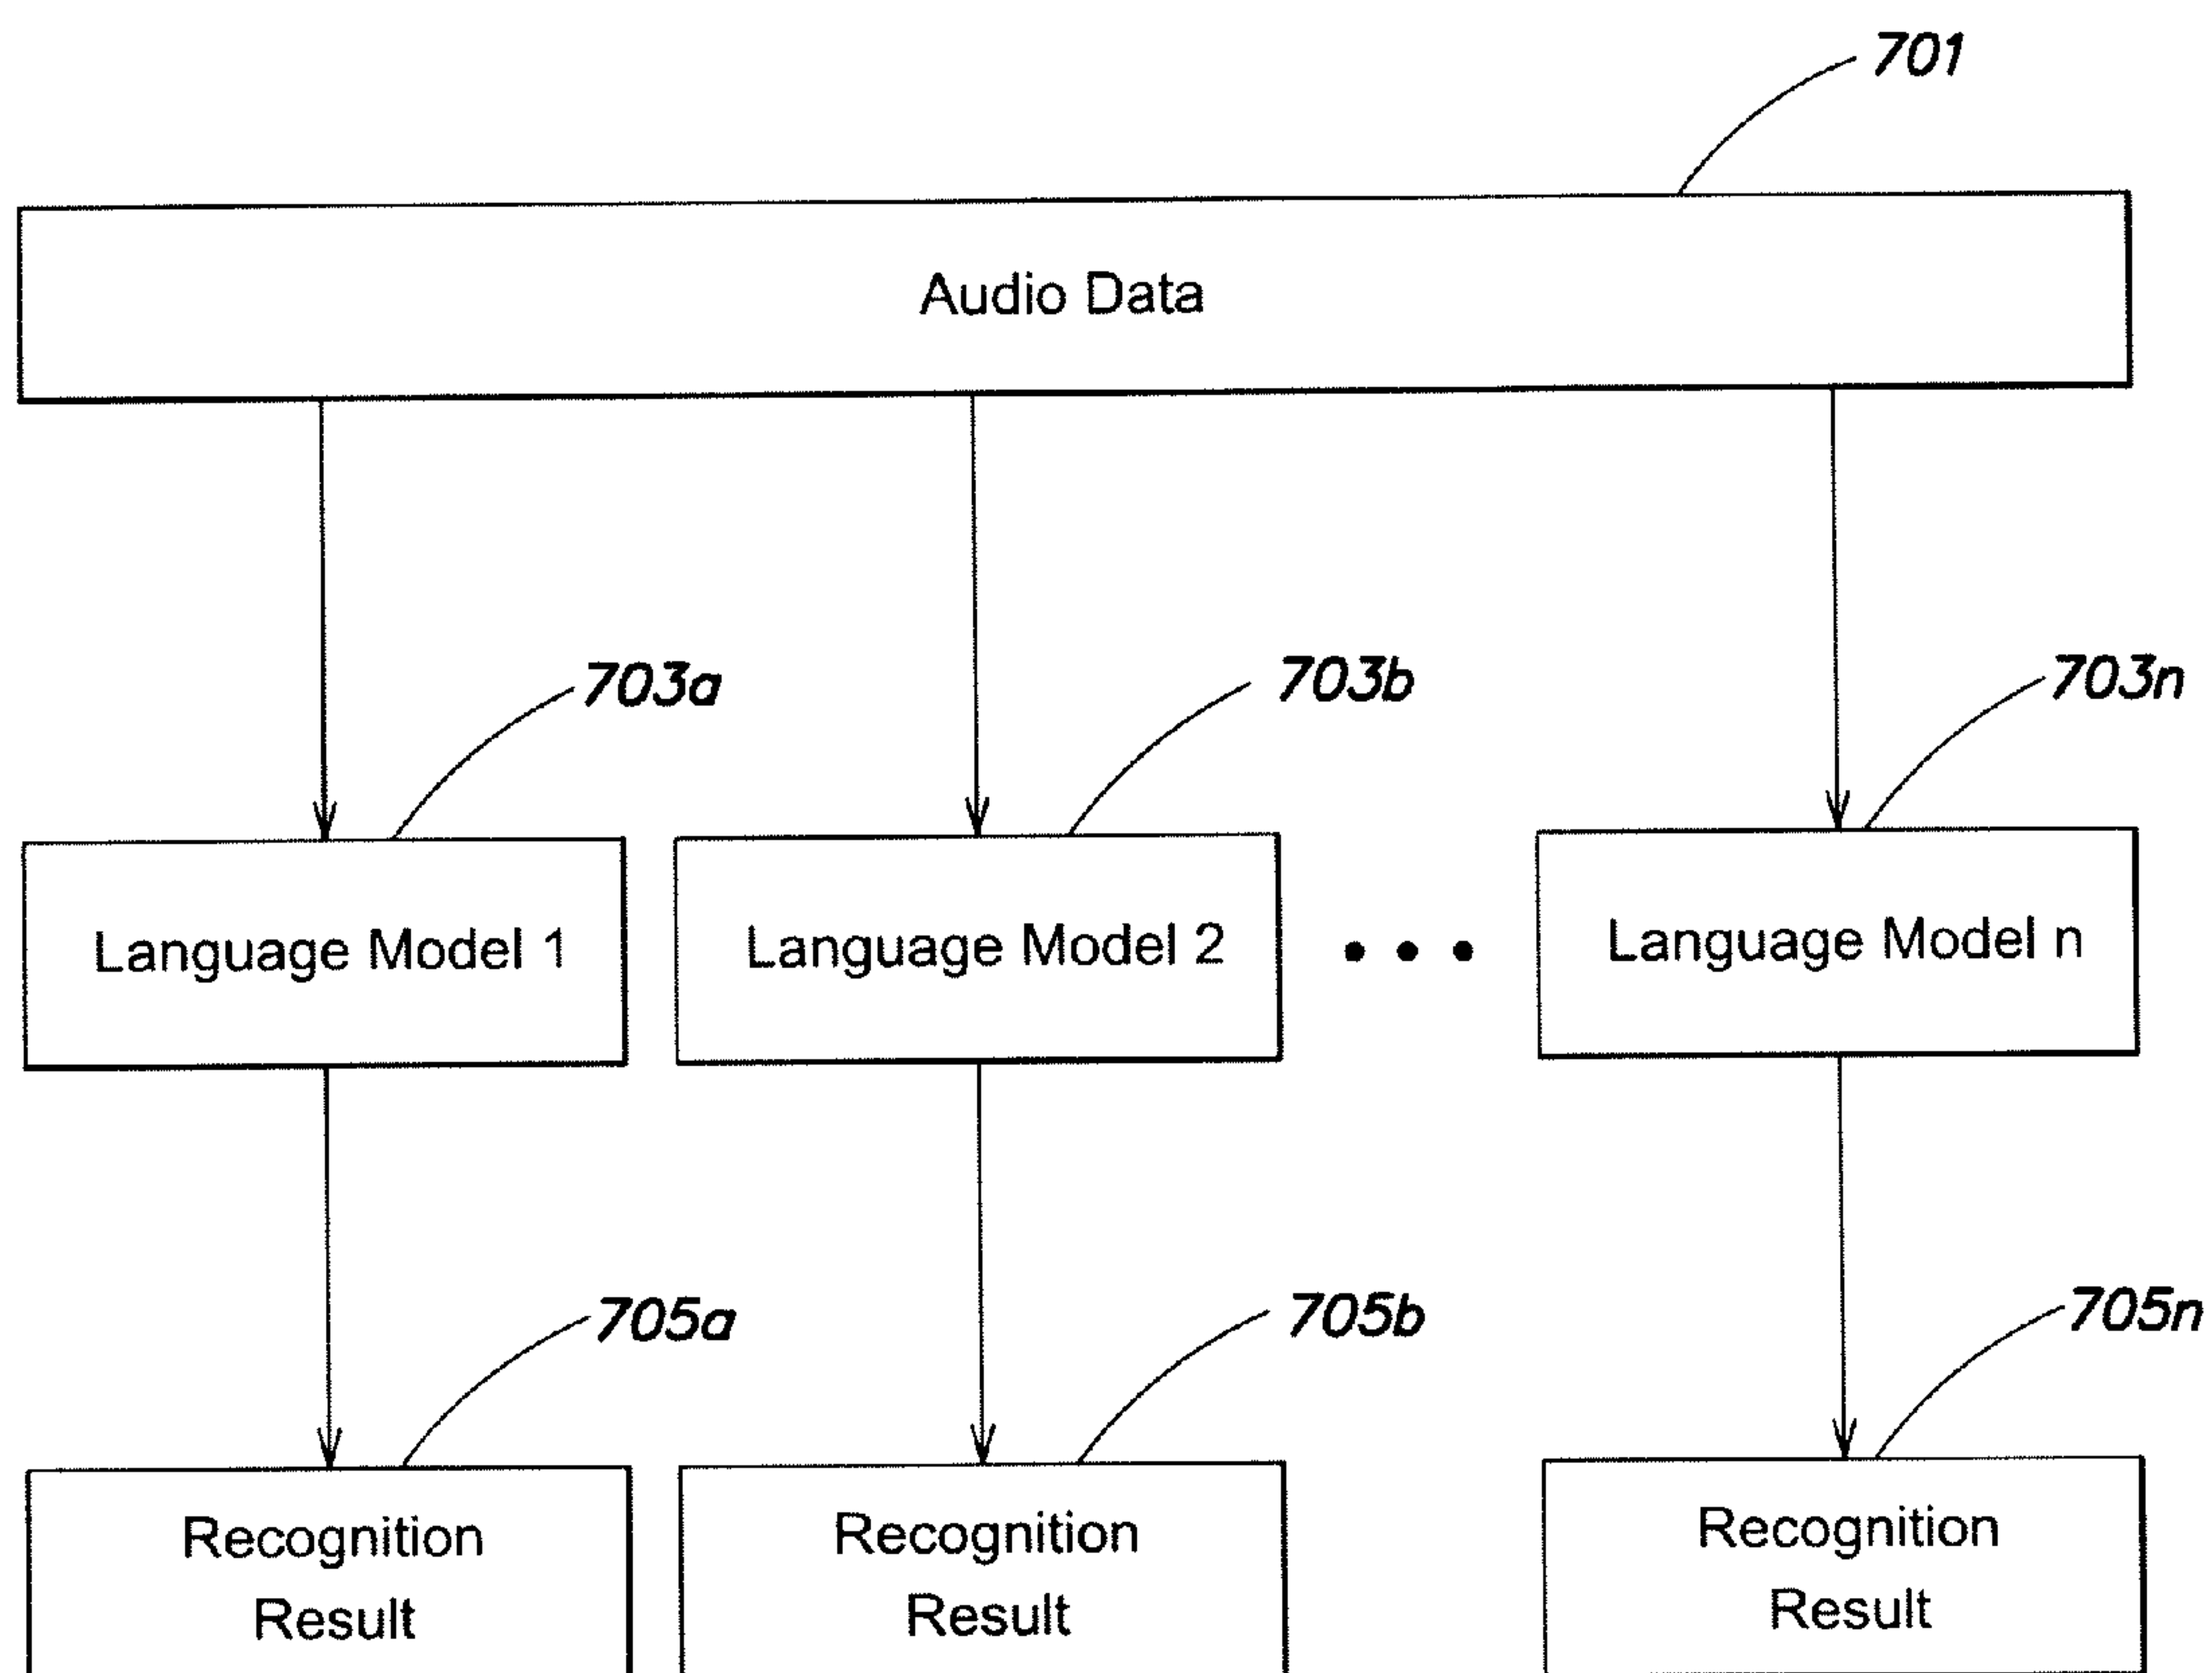 701
Audio Data
703a
703b
703n
Language Model 1
Language Model 2
• • •
Language Model n
705a
705b
705n
Recognition
Result
Recognition
Result
Recognition
Result